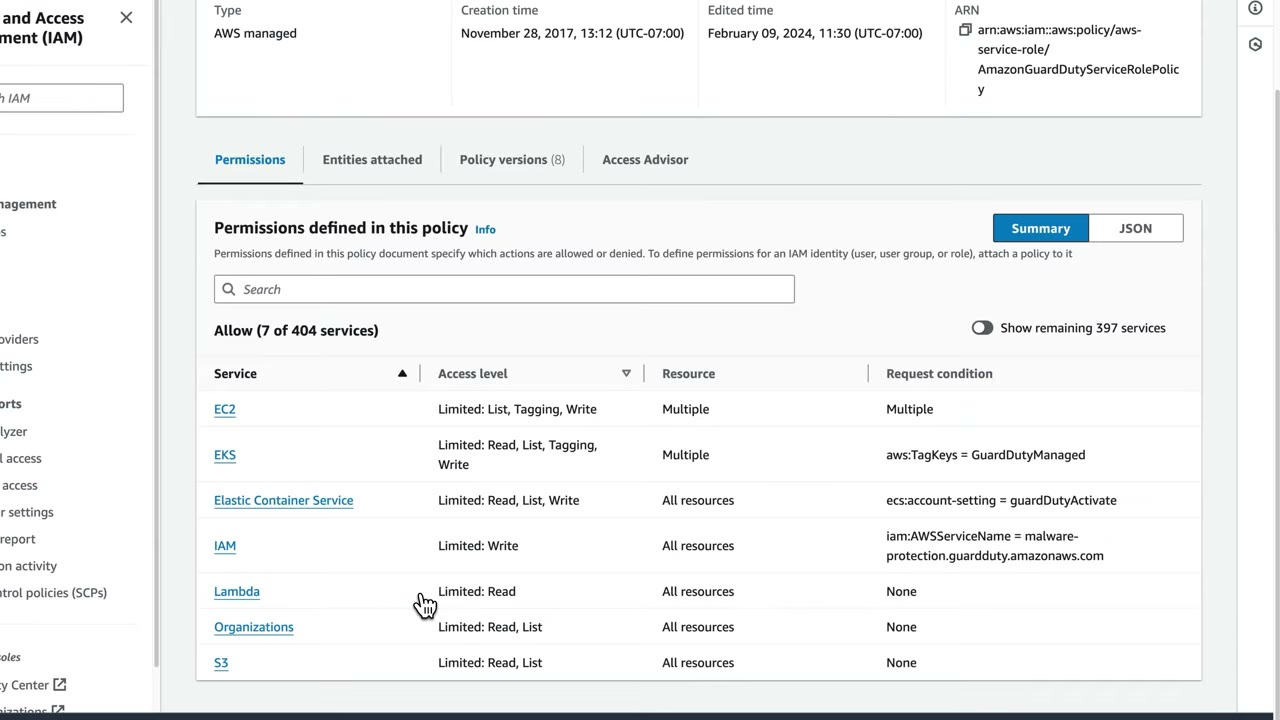 and Access
ment (IAM)
h IAM
nagement
s
oviders
ttings
orts
lyzer
l access
access
r settings
report
on activity
ntrol policies (SCPs)
soles
ty Center
Type
AWS managed
Creation time
November 28, 2017, 13:12 (UTC-07:00)
Edited time
February 09, 2024, 11:30 (UTC-07:00)
ARN
arn:aws:iam::aws:policy/aws-
service-role/
AmazonGuardDutyServiceRolePolic
y
Permissions
Entities attached
Policy versions (8)
Access Advisor
Permissions defined in this policy Info
Summary
JSON
Permissions defined in this policy document specify which actions are allowed or denied. To define permissions for an IAM identity (user, user group, or role), attach a policy to it
Search
Allow (7 of 404 services)
Show remaining 397 services
Service Access level Resource Request condition
EC2 Limited: List, Tagging, Write Multiple Multiple
EKS Limited: Read, List, Tagging,
Write Multiple aws:TagKeys = GuardDutyManaged
Elastic Container Service Limited: Read, List, Write All resources ecs:account-setting = guardDutyActivate
IAM Limited: Write All resources iam:AWSServiceName = malware-
protection.guardduty.amazonaws.com
Lambda Limited: Read All resources None
Organizations Limited: Read, List All resources None
S3 Limited: Read, List All resources None